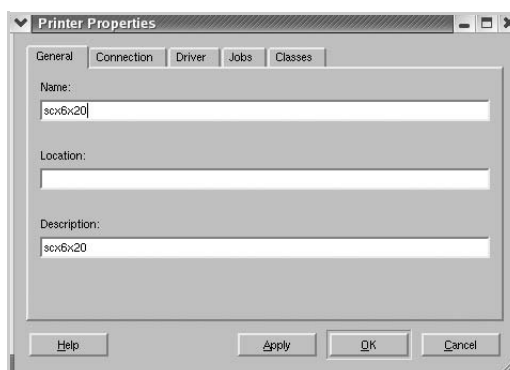 Printer Properties
General Connection Driver Jobs Classes
Name:
scx6x20
Location:
Description:
scx6x20
Help Apply OK Cancel